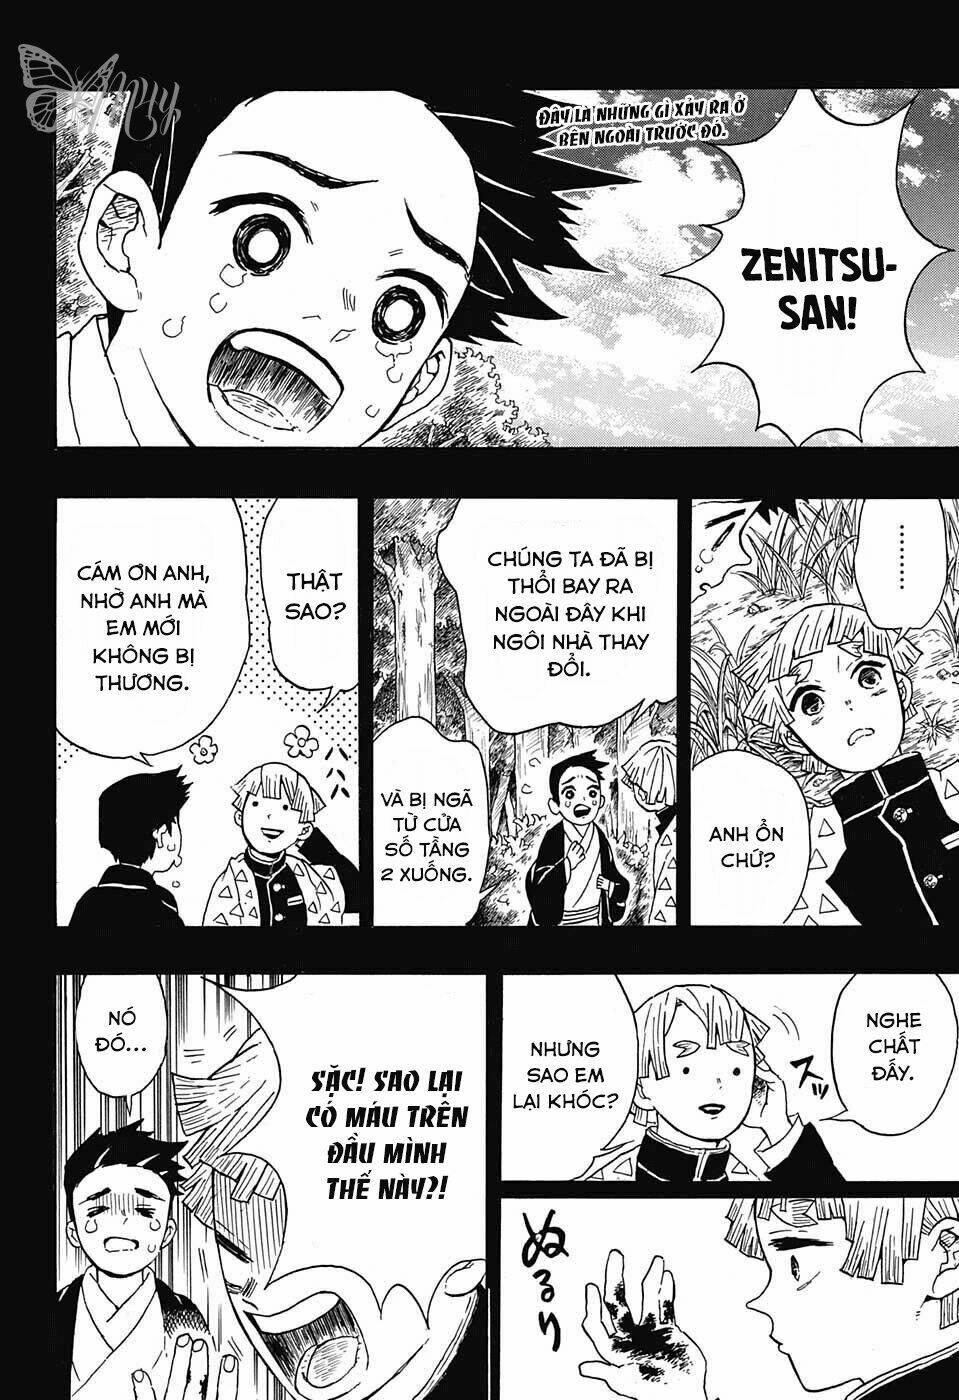 ĐÂY LÀ NHỮNG GÌ XẢY RA Ở
BÊN NGOÀI TRƯỚC ĐÓ.
ZENITSU-
SAN!
.........
ANH ỔN
CHỨ?
CHÚNG TA ĐÃ BỊ
THỔI BAY RA
NGOÀI ĐÂY KHI
NGÔI NHÀ THAY
ĐỔI.
VÀ BỊ NGÃ
TỪ CỬA
SỔ TẦNG
2 XUỐNG.
THẬT
SAO?
CÁM ƠN ANH,
NHỜ ANH MÀ
EM MỚI
KHÔNG BỊ
THƯƠNG.
NGHE
CHẤT
ĐẤY.
NHƯNG
SAO EM
LẠI KHÓC?
スッ
ぬるり
SẶC! SAO LẠI
CÓ MÁU TRÊN
ĐẦU MÌNH
THẾ NÀY?!
NÓ
ĐÓ...